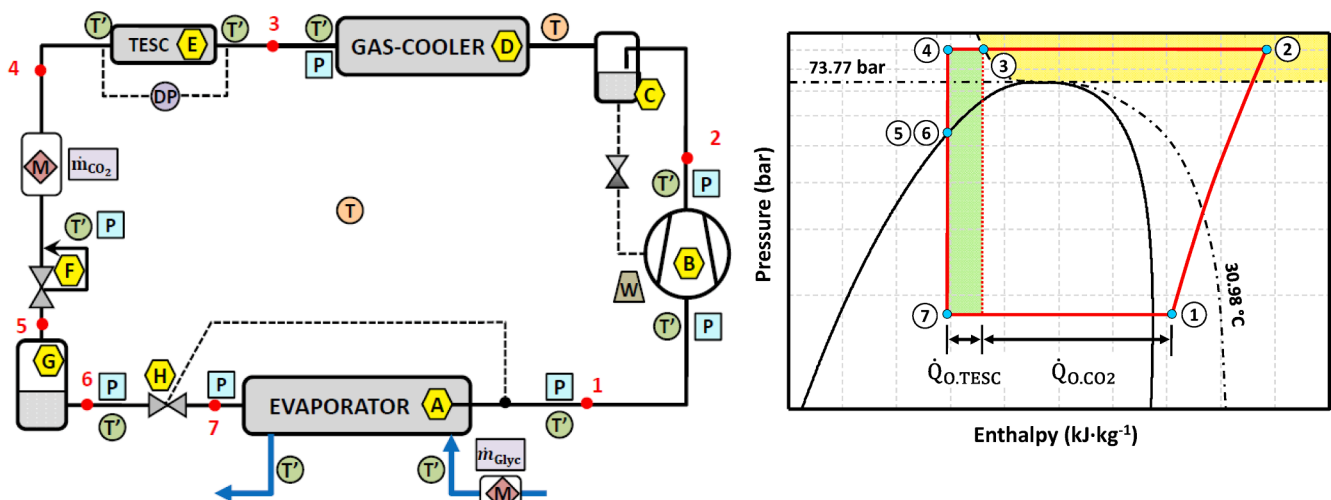 T'
TESC
E
T'
3
T'
P
GAS-COOLER
D
T
4
DP
C
2
M
ṁCO₂
T
T'
P
T'
P
F
B
W
5
T'
P
G
6
P
H
P
1
P
T'
7
EVAPORATOR
A
T'
T'
T'
ṁGlyc
M
Pressure (bar)
73.77 bar
4
3
2
5
6
7
1
30.98 °C
Q̇O.TESC
Q̇O.CO2
Enthalpy (kJ·kg⁻¹)